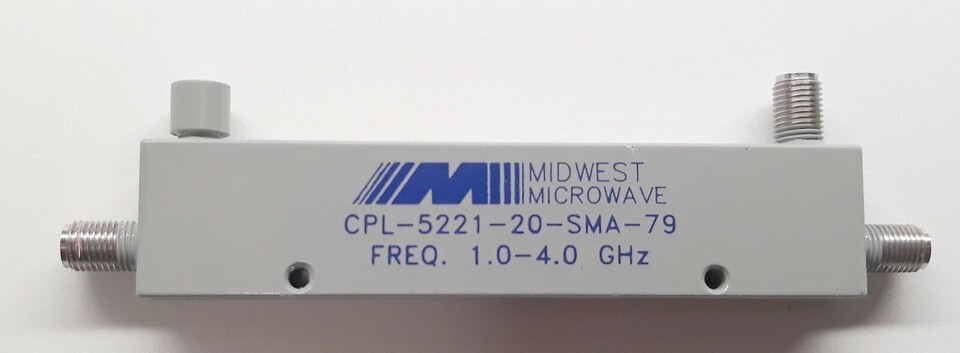 MIDWEST
MICROWAVE
CPL-5221-20-SMA-79
FREQ. 1.0-4.0 GHz